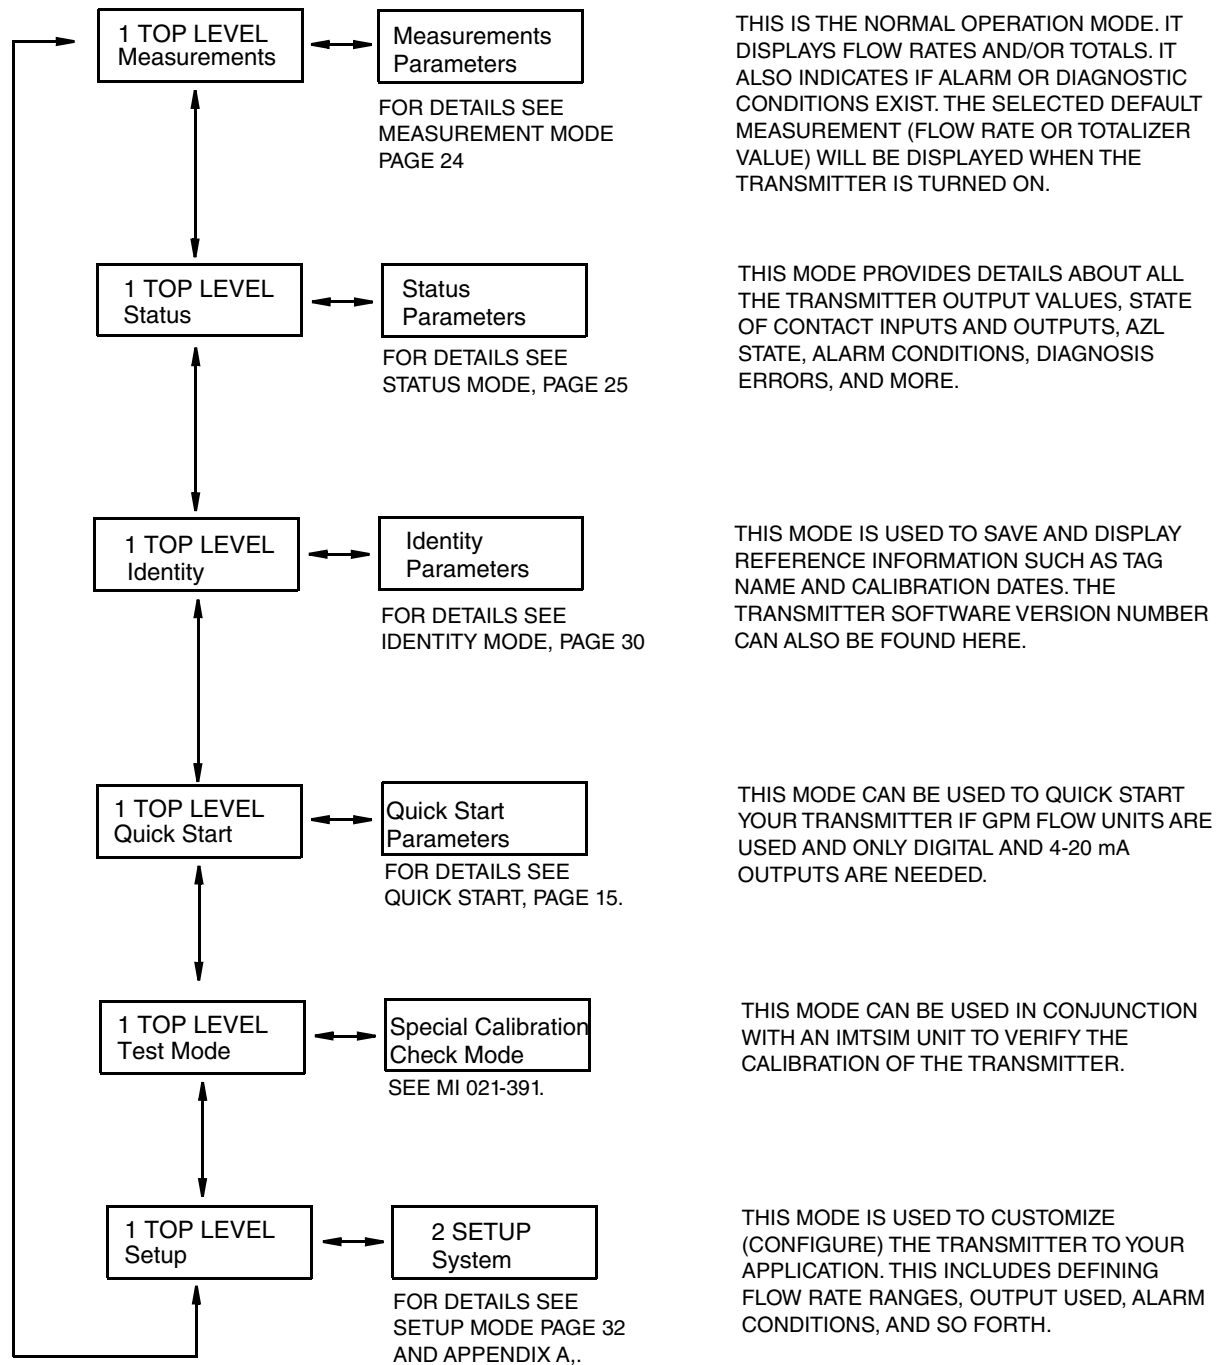 1 TOP LEVEL
Measurements
Measurements
Parameters
FOR DETAILS SEE
MEASUREMENT MODE
PAGE 24
THIS IS THE NORMAL OPERATION MODE. IT
DISPLAYS FLOW RATES AND/OR TOTALS. IT
ALSO INDICATES IF ALARM OR DIAGNOSTIC
CONDITIONS EXIST. THE SELECTED DEFAULT
MEASUREMENT (FLOW RATE OR TOTALIZER
VALUE) WILL BE DISPLAYED WHEN THE
TRANSMITTER IS TURNED ON.
1 TOP LEVEL
Status
Status
Parameters
FOR DETAILS SEE
STATUS MODE, PAGE 25
THIS MODE PROVIDES DETAILS ABOUT ALL
THE TRANSMITTER OUTPUT VALUES, STATE
OF CONTACT INPUTS AND OUTPUTS, AZL
STATE, ALARM CONDITIONS, DIAGNOSIS
ERRORS, AND MORE.
1 TOP LEVEL
Identity
Identity
Parameters
FOR DETAILS SEE
IDENTITY MODE, PAGE 30
THIS MODE IS USED TO SAVE AND DISPLAY
REFERENCE INFORMATION SUCH AS TAG
NAME AND CALIBRATION DATES. THE
TRANSMITTER SOFTWARE VERSION NUMBER
CAN ALSO BE FOUND HERE.
1 TOP LEVEL
Quick Start
Quick Start
Parameters
FOR DETAILS SEE
QUICK START, PAGE 15.
THIS MODE CAN BE USED TO QUICK START
YOUR TRANSMITTER IF GPM FLOW UNITS ARE
USED AND ONLY DIGITAL AND 4-20 mA
OUTPUTS ARE NEEDED.
1 TOP LEVEL
Test Mode
Special Calibration
Check Mode
SEE MI 021-391.
THIS MODE CAN BE USED IN CONJUNCTION
WITH AN IMTSIM UNIT TO VERIFY THE
CALIBRATION OF THE TRANSMITTER.
1 TOP LEVEL
Setup
2 SETUP
System
FOR DETAILS SEE
SETUP MODE PAGE 32
AND APPENDIX A,.
THIS MODE IS USED TO CUSTOMIZE
(CONFIGURE) THE TRANSMITTER TO YOUR
APPLICATION. THIS INCLUDES DEFINING
FLOW RATE RANGES, OUTPUT USED, ALARM
CONDITIONS, AND SO FORTH.